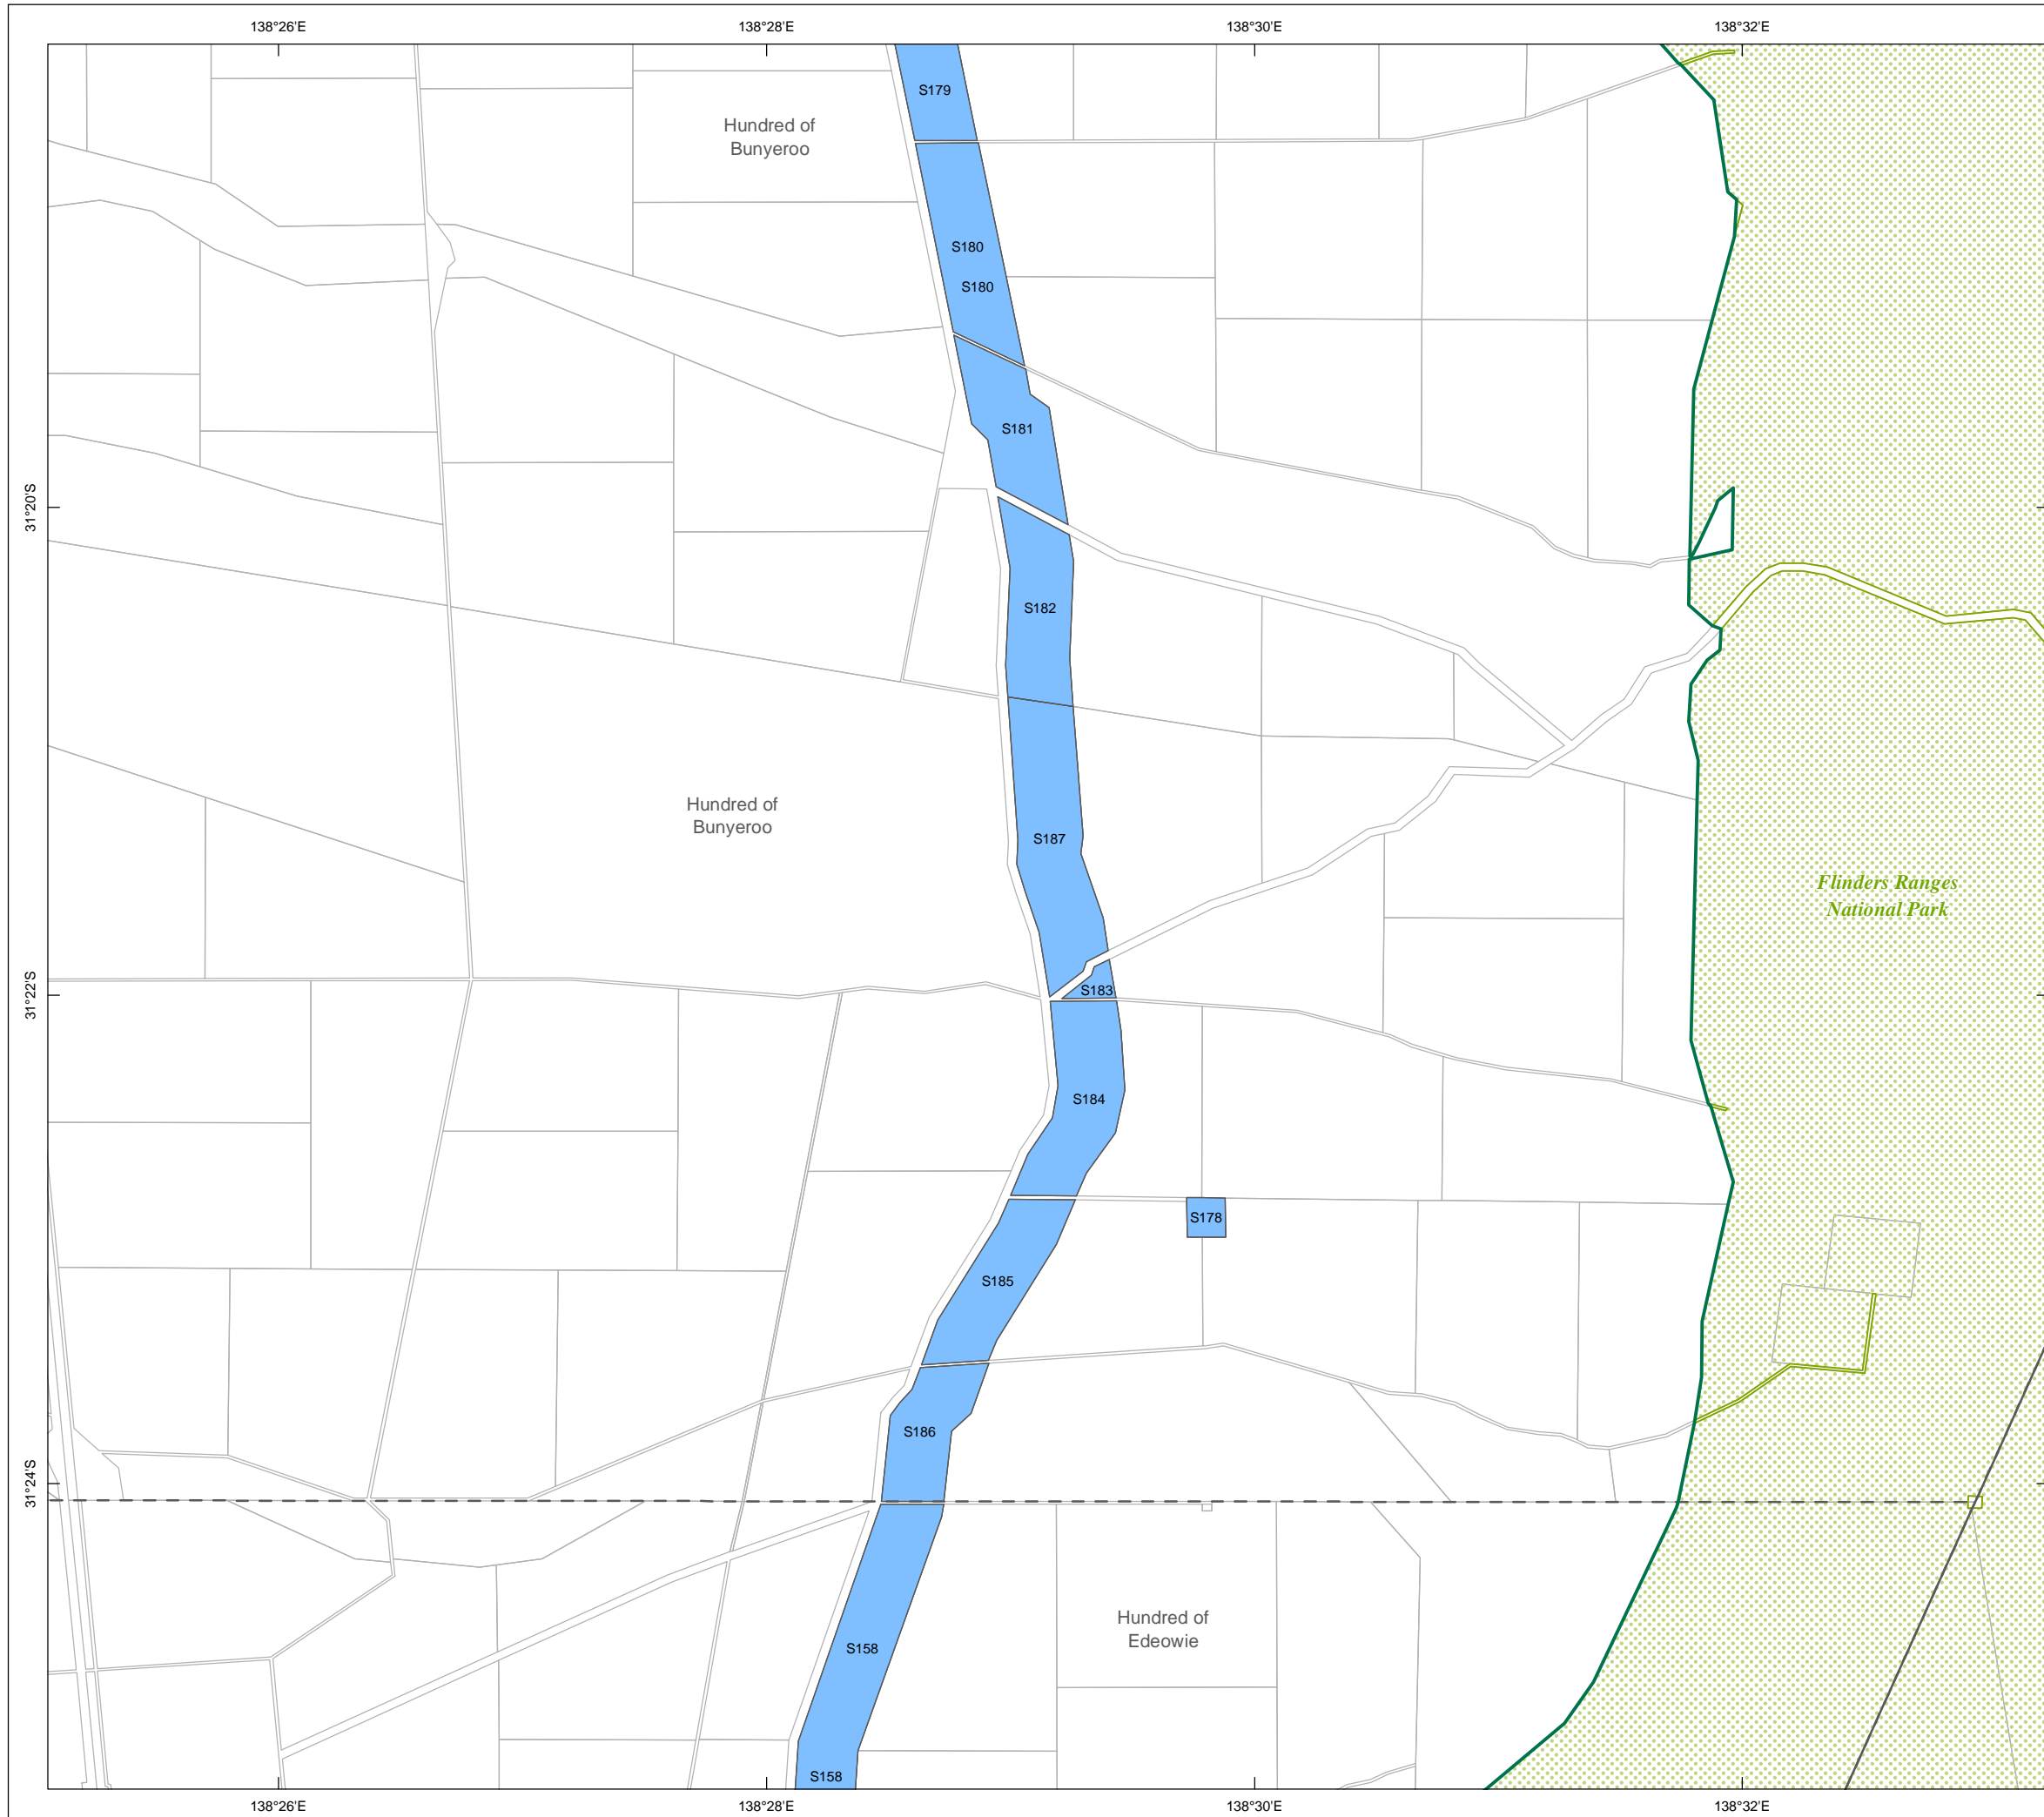 138°26'E
138°28'E
138°30'E
138°32'E
S179
Hundred of
Bunyeroo
S180
S180
S181
31°20'S
S182
Hundred of
Bunyeroo
S187
Flinders Ranges
National Park
S183
31°22'S
S184
S178
S185
S186
31°24'S
Hundred of
Edeowie
S158
S158
138°26'E
138°28'E
138°30'E
138°32'E